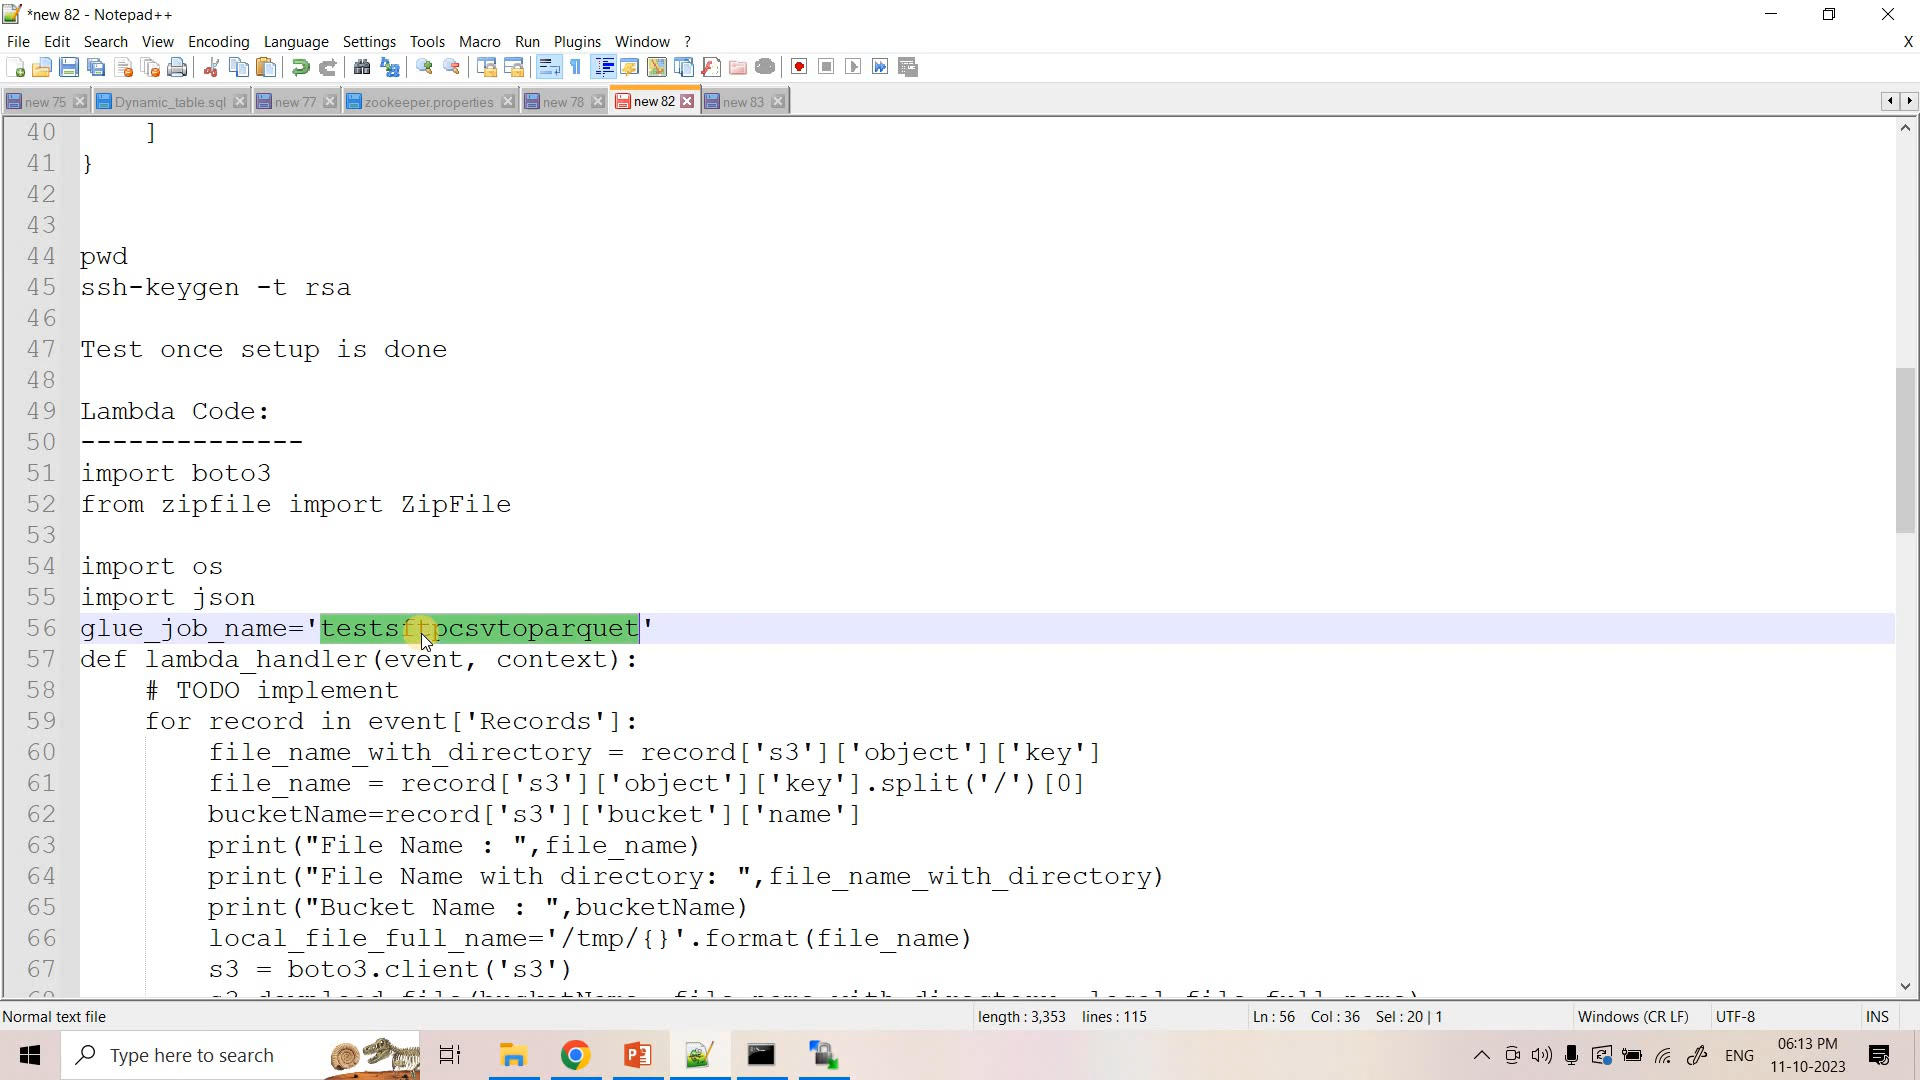 *new 82 - Notepad++
File Edit Search View Encoding Language Settings Tools Macro Run Plugins Window ? X
new 75 Dynamic_table.sql new 77 zookeeper.properties new 78 new 82 new 83
40 ]
41 }
42
43
44 pwd
45 ssh-keygen -t rsa
46
47 Test once setup is done
48
49 Lambda Code:
50 --------------
51 import boto3
52 from zipfile import ZipFile
53
54 import os
55 import json
56 glue_job_name='testsftpcsvtoparquet'
57 def lambda_handler(event, context):
58 # TODO implement
59 for record in event['Records']:
60 file_name_with_directory = record['s3']['object']['key']
61 file_name = record['s3']['object']['key'].split('/')[0]
62 bucketName=record['s3']['bucket']['name']
63 print("File Name : ",file_name)
64 print("File Name with directory: ",file_name_with_directory)
65 print("Bucket Name : ",bucketName)
66 local_file_full_name='/tmp/{}'.format(file_name)
67 s3 = boto3.client('s3')
68 s3.download_file(bucketName, file_name_with_directory, local_file_full_name)
Normal text file length : 3,353 lines : 115 Ln : 56 Col : 36 Sel : 20 | 1 Windows (CR LF) UTF-8 INS
Type here to search ENG 06:13 PM
11-10-2023